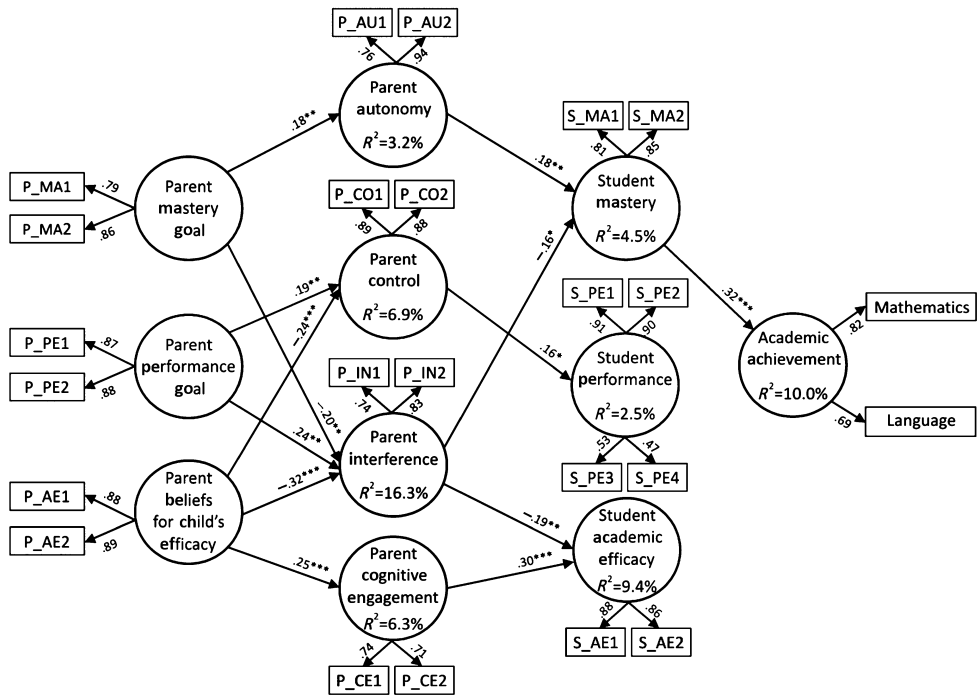 P_AU1
P_AU2
.76
.94
Parent
autonomy
R²=3.2%
.18**
.18**
P_MA1
P_MA2
.79
.86
Parent
mastery
goal
S_MA1
S_MA2
.81
.85
Student
mastery
R²=4.5%
P_CO1
P_CO2
.89
.88
Parent
control
R²=6.9%
.19**
–.24***
–.16*
.32***
P_PE1
P_PE2
.87
.88
Parent
performance
goal
S_PE1
S_PE2
.91
.90
Student
performance
R²=2.5%
.53
.47
S_PE3
S_PE4
.16*
Academic
achievement
R²=10.0%
.82
.69
Mathematics
Language
P_IN1
P_IN2
.74
.83
Parent
interference
R²=16.3%
–.20**
.24**
–.32***
P_AE1
P_AE2
.88
.89
Parent
beliefs
for child’s
efficacy
.25***
–.19**
.30***
Student
academic
efficacy
R²=9.4%
.88
.86
S_AE1
S_AE2
Parent
cognitive
engagement
R²=6.3%
.74
.71
P_CE1
P_CE2